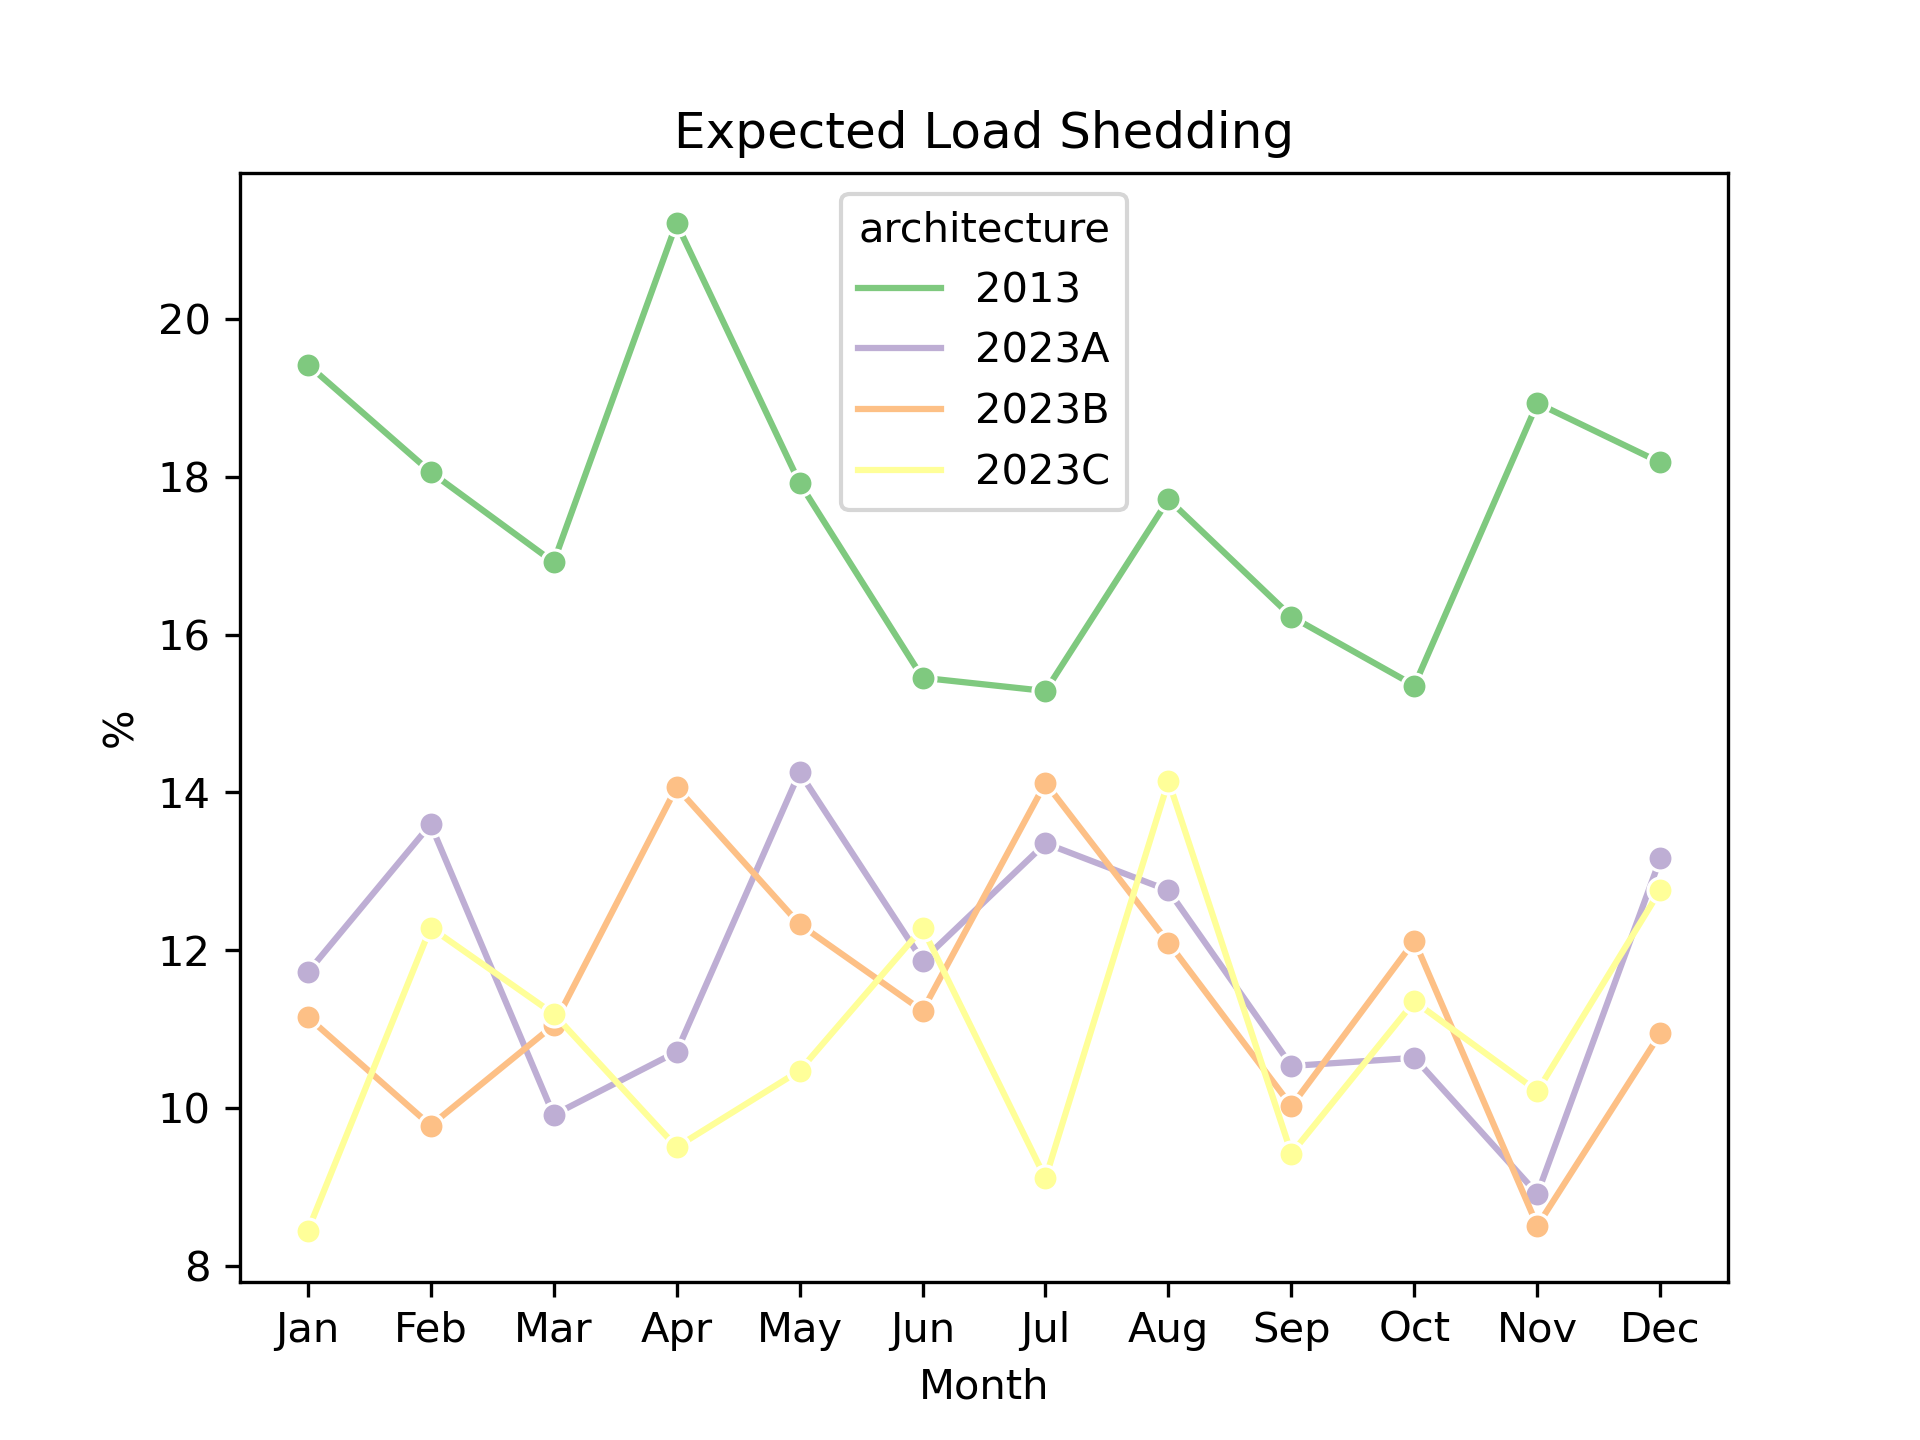 Expected Load Shedding
architecture
2013
2023A
2023B
2023C
20
18
16
14
12
10
8
%
Jan Feb Mar Apr May Jun Jul Aug Sep Oct Nov Dec
Month